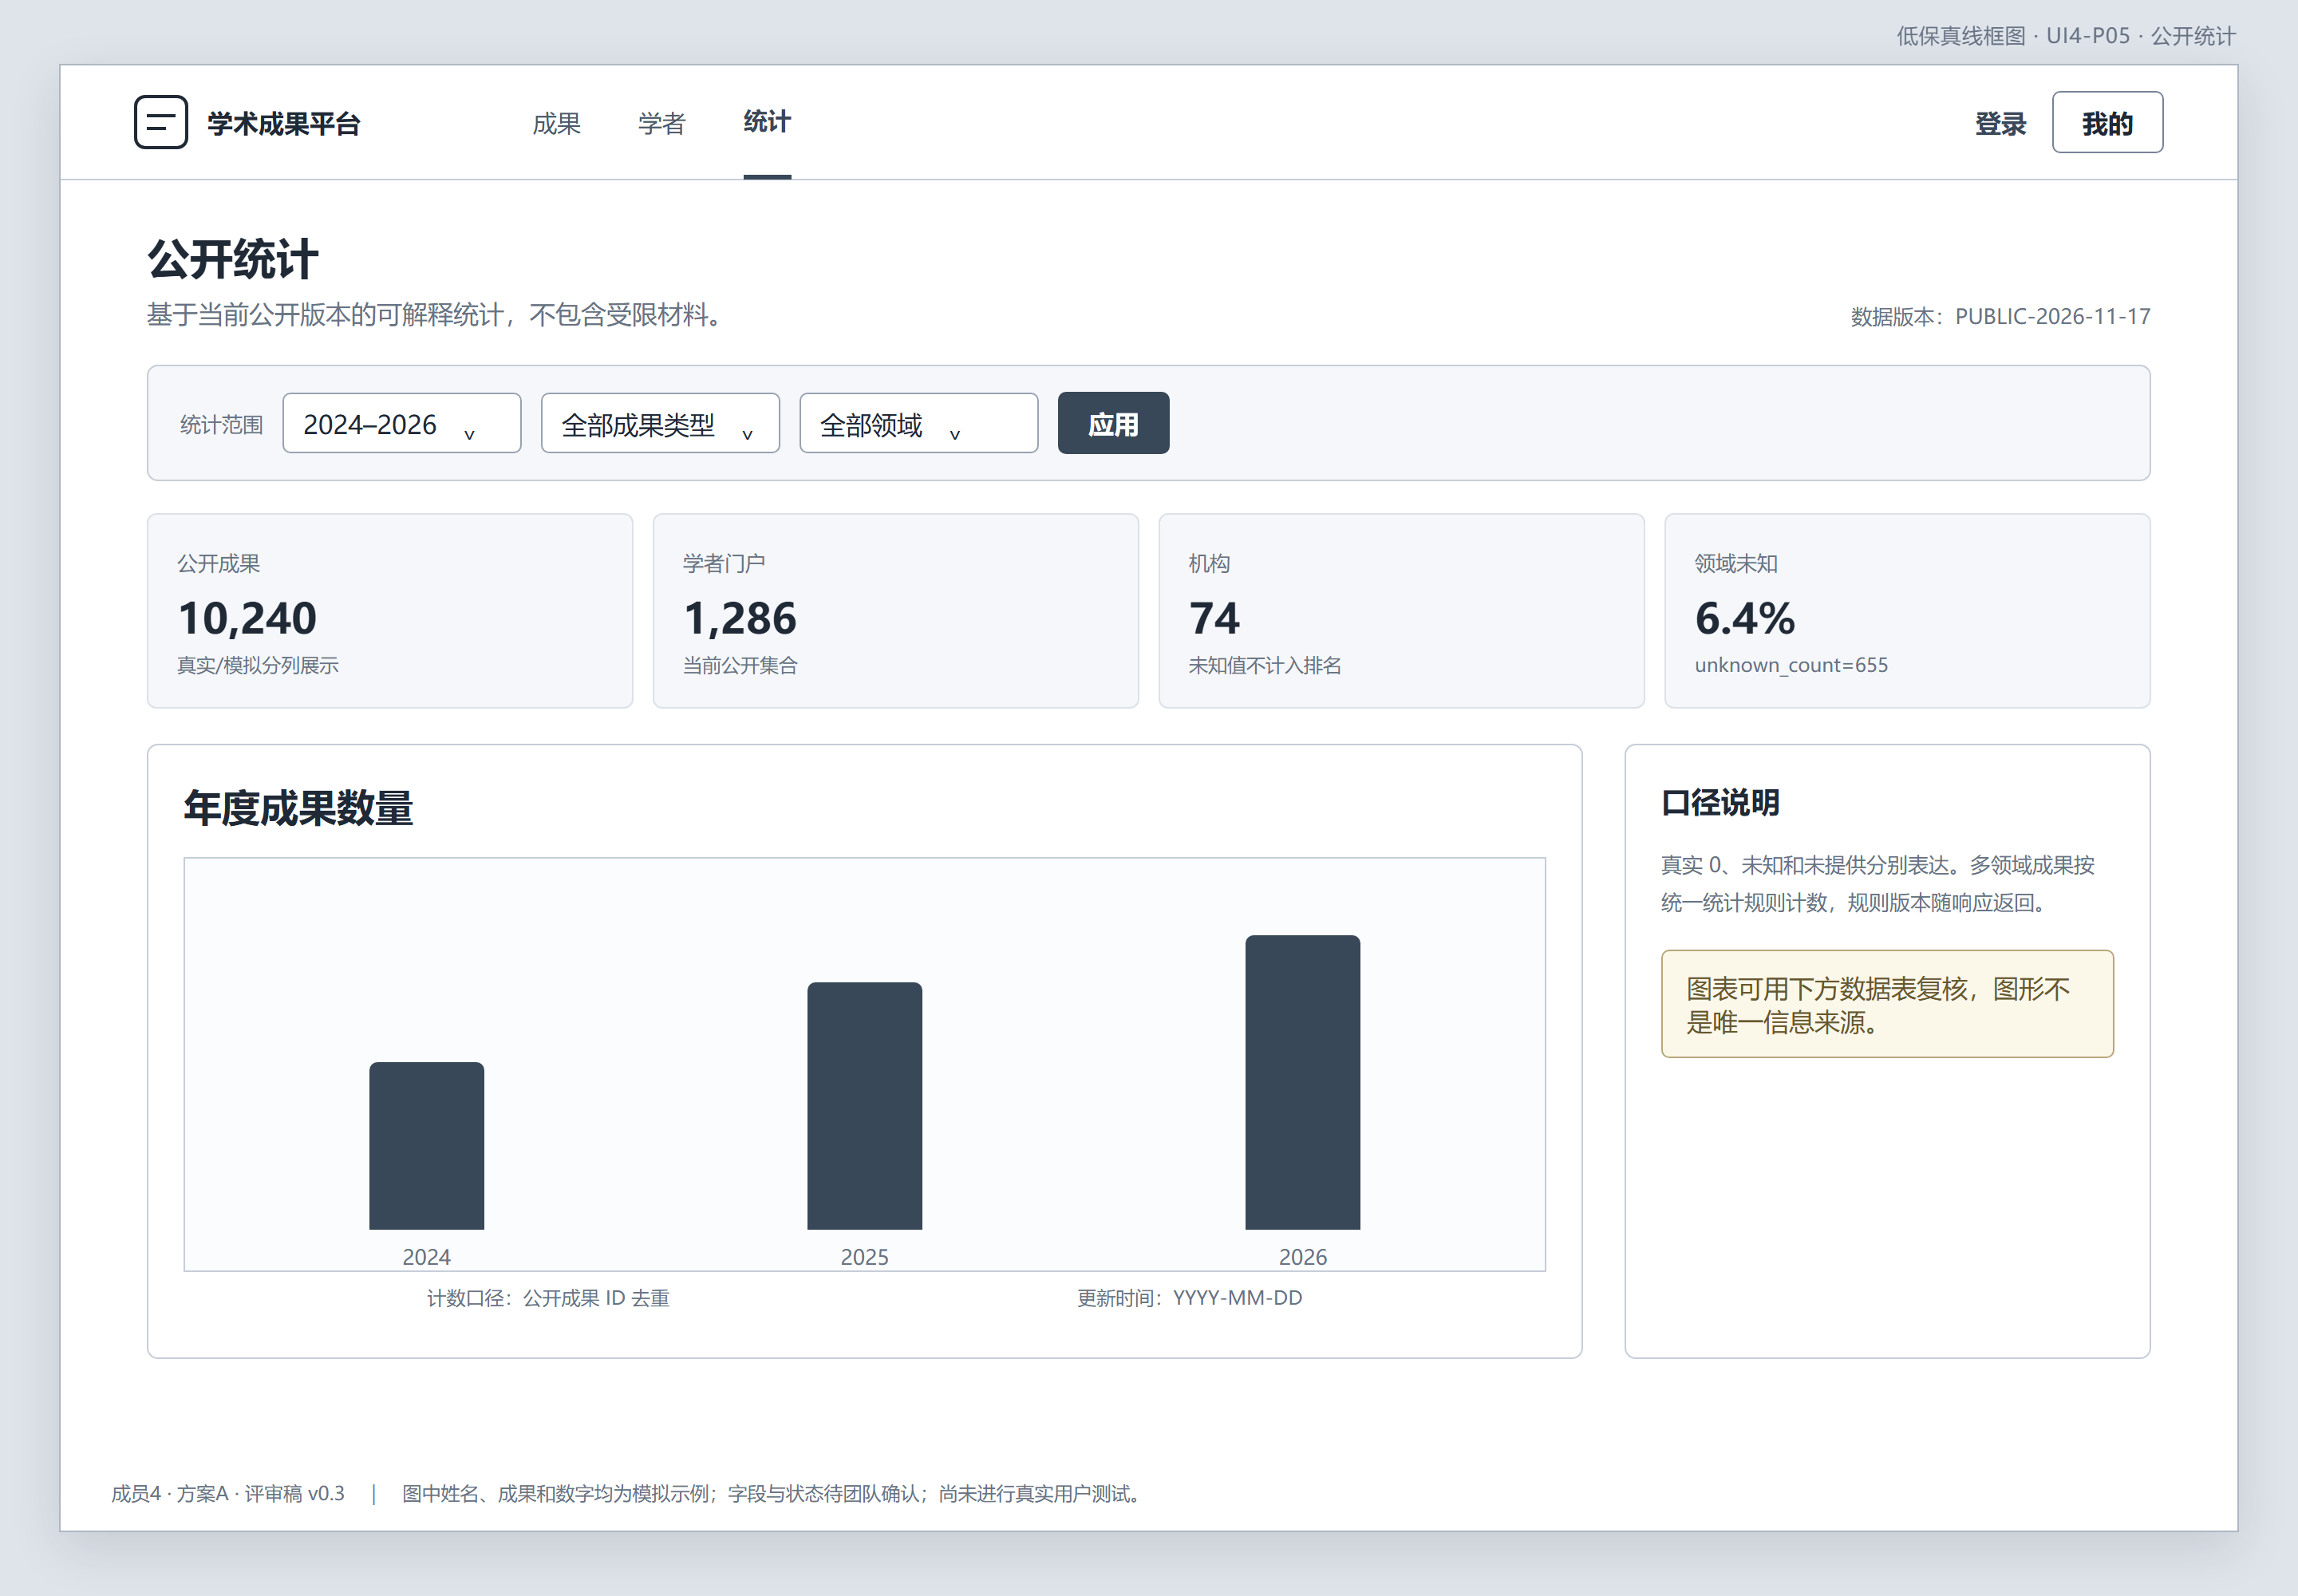 低保真线框图 · UI4-P05 · 公开统计
学术成果平台
成果
学者
统计
登录
我的
公开统计
基于当前公开版本的可解释统计，不包含受限材料。
数据版本：PUBLIC-2026-11-17
统计范围
2024–2026
全部成果类型
全部领域
应用
公开成果
10,240
真实/模拟分列展示
学者门户
1,286
当前公开集合
机构
74
未知值不计入排名
领域未知
6.4%
unknown_count=655
年度成果数量
2024
2025
2026
计数口径：公开成果 ID 去重
更新时间：YYYY-MM-DD
口径说明
真实 0、未知和未提供分别表达。多领域成果按
统一统计规则计数，规则版本随响应返回。
图表可用下方数据表复核，图形不
是唯一信息来源。
成员4 · 方案A · 评审稿 v0.3 | 图中姓名、成果和数字均为模拟示例；字段与状态待团队确认；尚未进行真实用户测试。